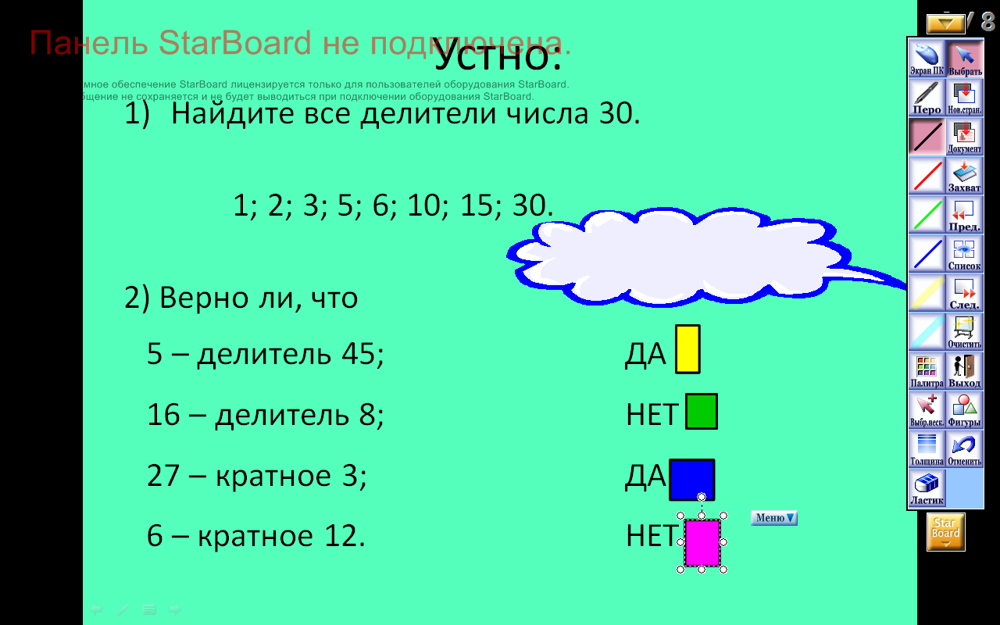 / 8
Панель StarBoard не подключена.
Устно:
мное обеспечение StarBoard лицензируется только для пользователей оборудования StarBoard.
бщение не сохраняется и не будет выводиться при подключении оборудования StarBoard.
1) Найдите все делители числа 30.
1; 2; 3; 5; 6; 10; 15; 30.
2) Верно ли, что
5 – делитель 45; ДА
16 – делитель 8; НЕТ
27 – кратное 3; ДА
6 – кратное 12. НЕТ
Меню
Экран ПК Выбрать
Перо Нов.стран.
Документ
Захват
Пред.
Список
След.
Очистить
Палитра Выход
Выбр.неск. Фигуры
Толщина Отменить
Ластик
Star
Board